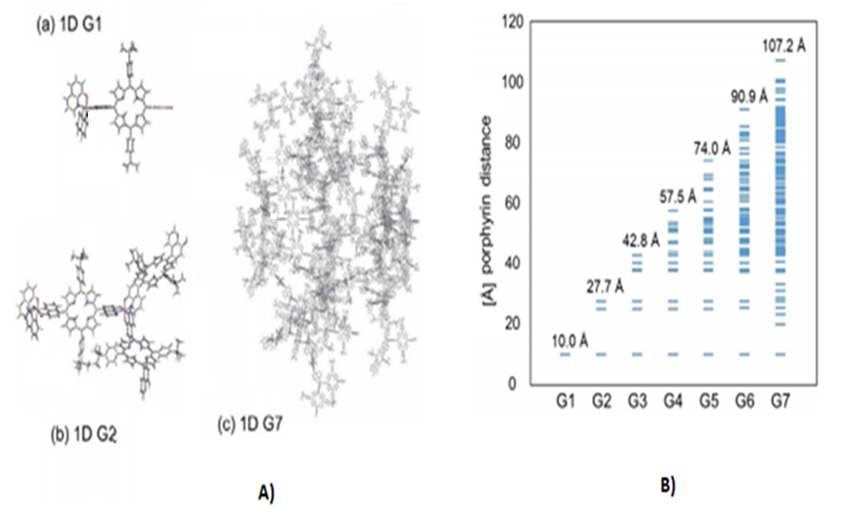 (a) 1D G1
(b) 1D G2
(c) 1D G7
A)
[Å] porphyrin distance
120
100
80
60
40
20
0
10.0 Å
27.7 Å
42.8 Å
57.5 Å
74.0 Å
90.9 Å
107.2 Å
G1 G2 G3 G4 G5 G6 G7
B)